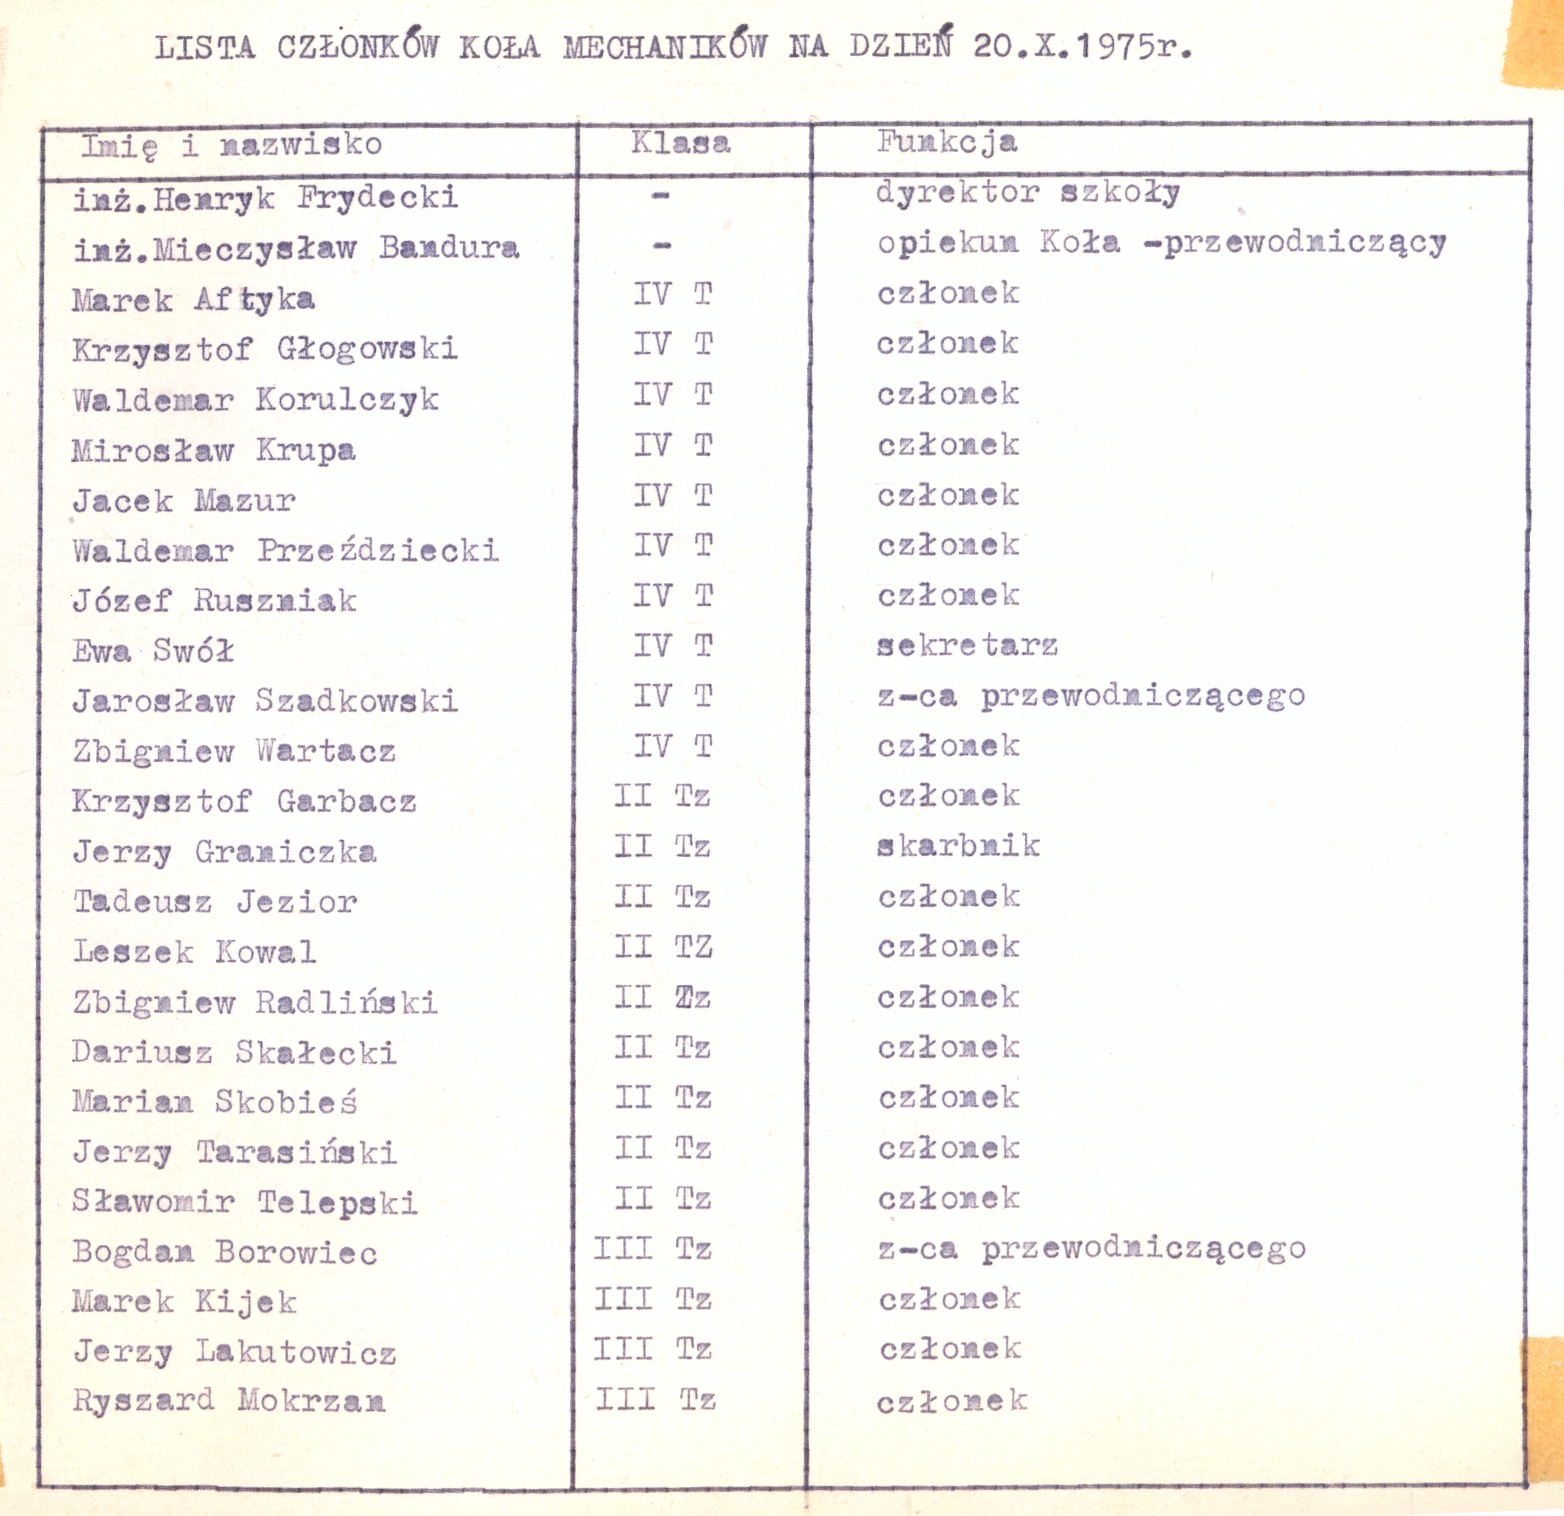 LISTA CZŁONKÓW KOŁA MECHANIKÓW NA DZIEŃ 20.X.1975r.
Imię i nazwisko Klasa Funkcja
inż.Henryk Frydecki - dyrektor szkoły
inż.Mieczysław Bandura - opiekun Koła -przewodniczący
Marek Aftyka IV T członek
Krzysztof Głogowski IV T członek
Waldemar Korulczyk IV T członek
Mirosław Krupa IV T członek
Jacek Mazur IV T członek
Waldemar Przeździecki IV T członek
Józef Ruszniak IV T członek
Ewa Swół IV T sekretarz
Jarosław Szadkowski IV T z-ca przewodniczącego
Zbigniew Wartacz IV T członek
Krzysztof Garbacz II Tz członek
Jerzy Graniczka II Tz skarbnik
Tadeusz Jezior II Tz członek
Leszek Kowal II TZ członek
Zbigniew Radliński II Tz członek
Dariusz Skałecki II Tz członek
Marian Skobieś II Tz członek
Jerzy Tarasiński II Tz członek
Sławomir Telepski II Tz członek
Bogdan Borowiec III Tz z-ca przewodniczącego
Marek Kijek III Tz członek
Jerzy Lakutowicz III Tz członek
Ryszard Mokrzan III Tz członek